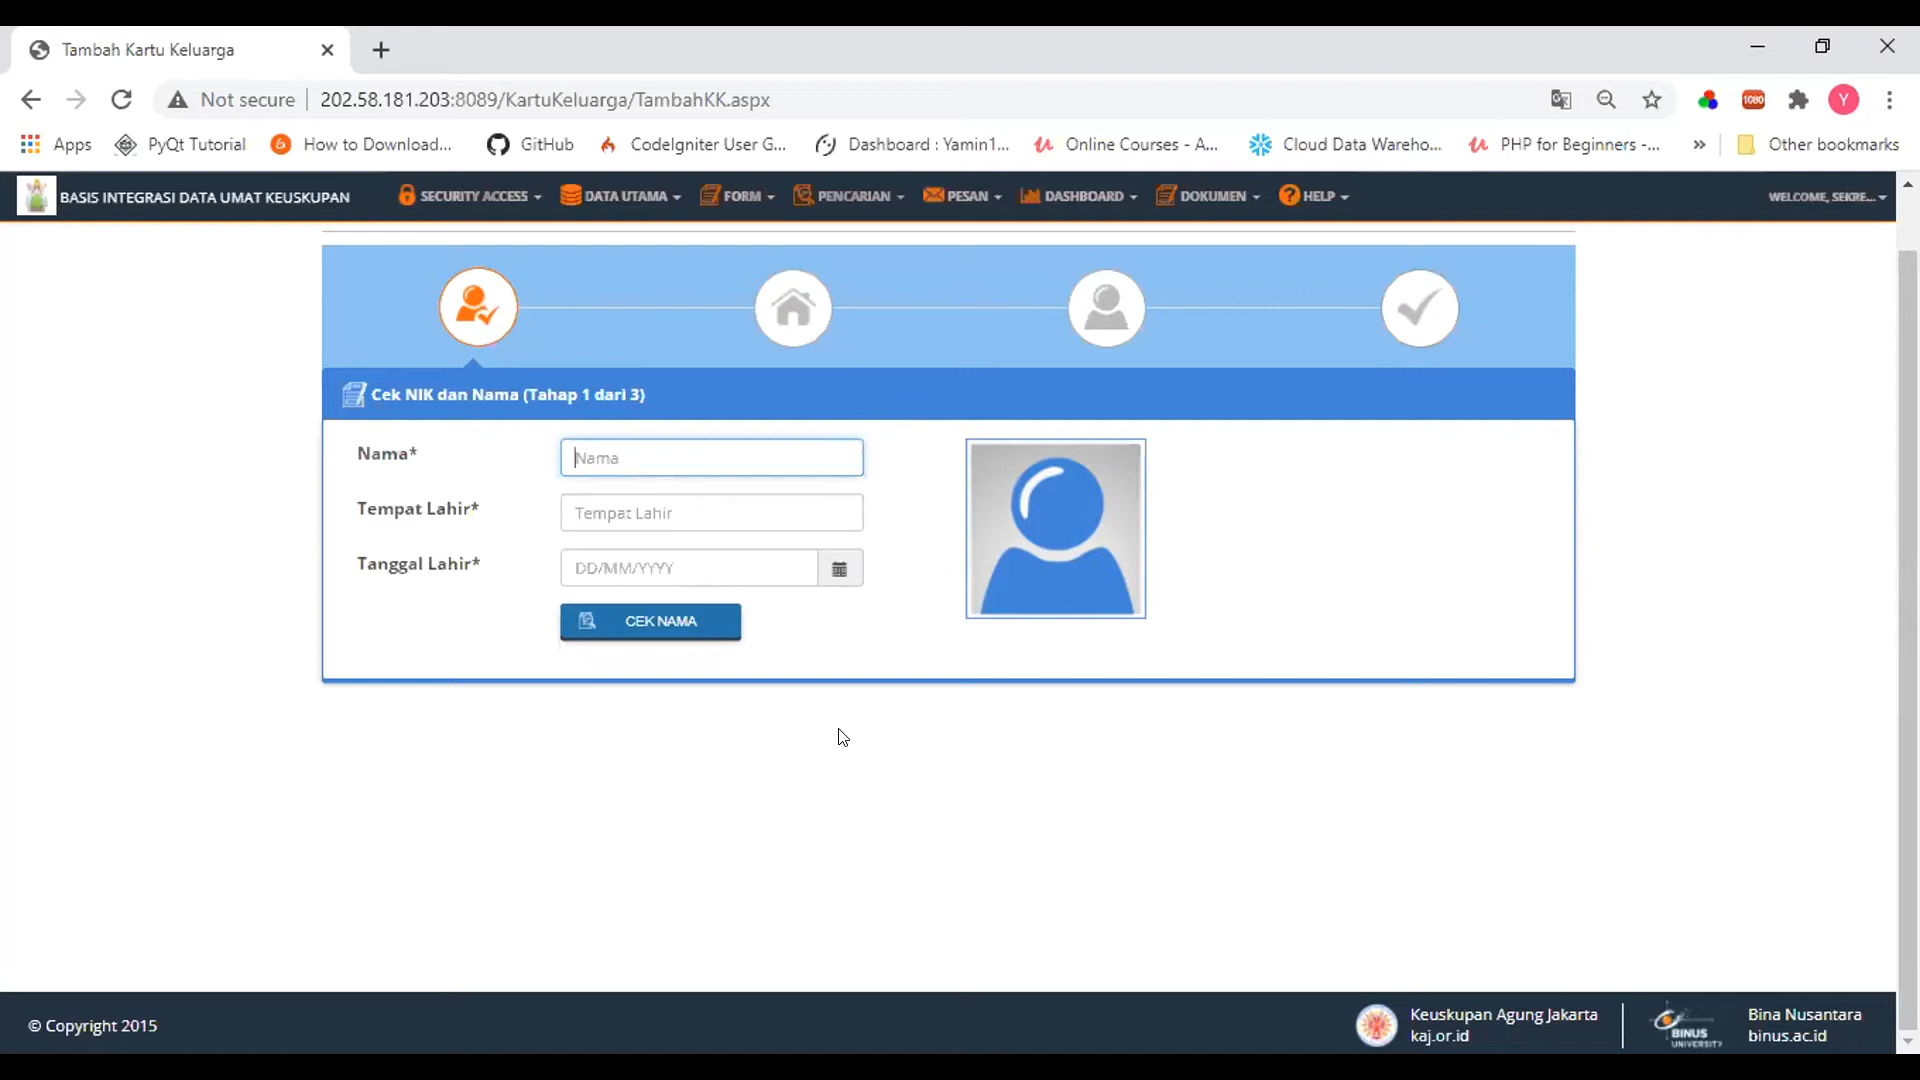 Tambah Kartu Keluarga
Not secure 202.58.181.203:8089/KartuKeluarga/TambahKK.aspx
1080
Y
Apps PyQt Tutorial How to Download... GitHub CodeIgniter User G... Dashboard : Yamin1... Online Courses - A... Cloud Data Wareho... PHP for Beginners -... » Other bookmarks
BASIS INTEGRASI DATA UMAT KEUSKUPAN SECURITY ACCESS DATA UTAMA FORM PENCARIAN PESAN DASHBOARD DOKUMEN HELP WELCOME, SEKRE...
Cek NIK dan Nama (Tahap 1 dari 3)
Nama* Nama
Tempat Lahir* Tempat Lahir
Tanggal Lahir* DD/MM/YYYY
CEK NAMA
© Copyright 2015
Keuskupan Agung Jakarta
kaj.or.id
BINUS
UNIVERSITY
Bina Nusantara
binus.ac.id